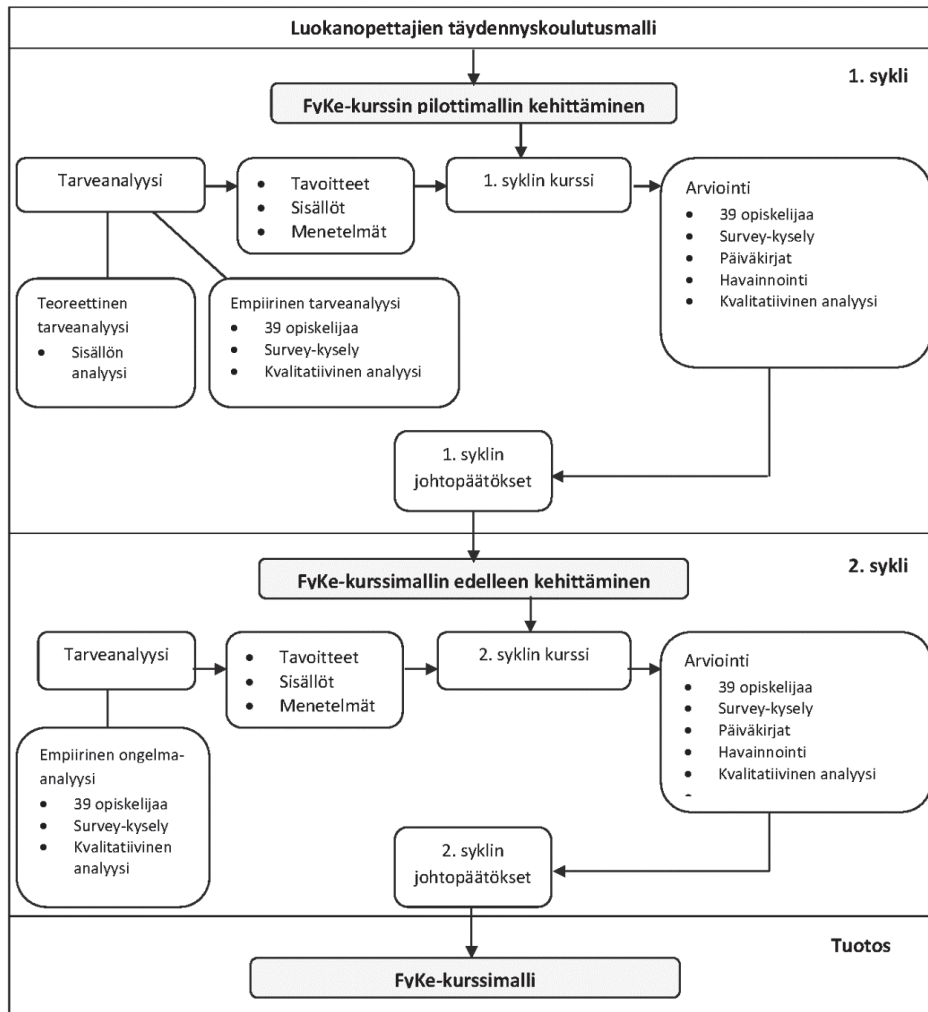 Luokanopettajien täydennyskoulutusmalli
1. sykli
FyKe-kurssin pilottimallin kehittäminen
Tarveanalyysi
• Tavoitteet
• Sisällöt
• Menetelmät
1. syklin kurssi
Arviointi
• 39 opiskelijaa
• Survey-kysely
• Päiväkirjat
• Havainnointi
• Kvalitatiivinen analyysi
Teoreettinen
tarveanalyysi
• Sisällön
analyysi
Empiirinen tarveanalyysi
• 39 opiskelijaa
• Survey-kysely
• Kvalitatiivinen analyysi
1. syklin
johtopäätökset
2. sykli
FyKe-kurssimallin edelleen kehittäminen
Tarveanalyysi
• Tavoitteet
• Sisällöt
• Menetelmät
2. syklin kurssi
Arviointi
• 39 opiskelijaa
• Survey-kysely
• Päiväkirjat
• Havainnointi
• Kvalitatiivinen analyysi
•
Empiirinen ongelma-
analyysi
• 39 opiskelijaa
• Survey-kysely
• Kvalitatiivinen
analyysi
2. syklin
johtopäätökset
Tuotos
FyKe-kurssimalli